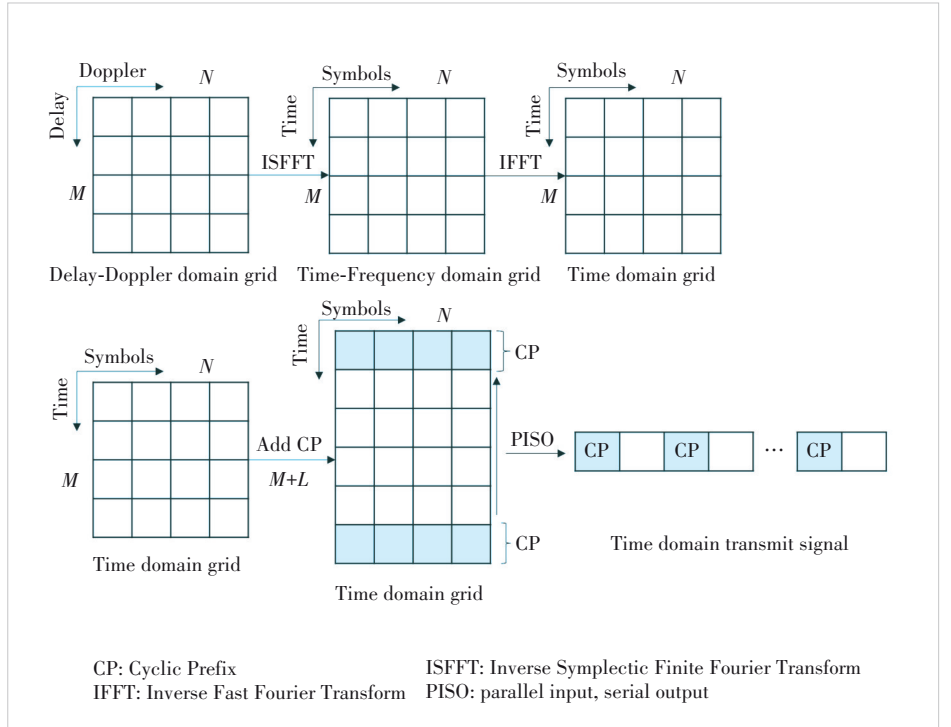 Doppler N
Delay
M
ISFFT
Delay-Doppler domain grid
Symbols N
Time
M
IFFT
Time-Frequency domain grid
Symbols N
Time
M
Time domain grid
Symbols N
Time
M
Add CP
M+L
Time domain grid
Symbols N
Time
CP
CP
Time domain grid
PISO
CP CP ... CP
Time domain transmit signal
CP: Cyclic Prefix
IFFT: Inverse Fast Fourier Transform
ISFFT: Inverse Symplectic Finite Fourier Transform
PISO: parallel input, serial output